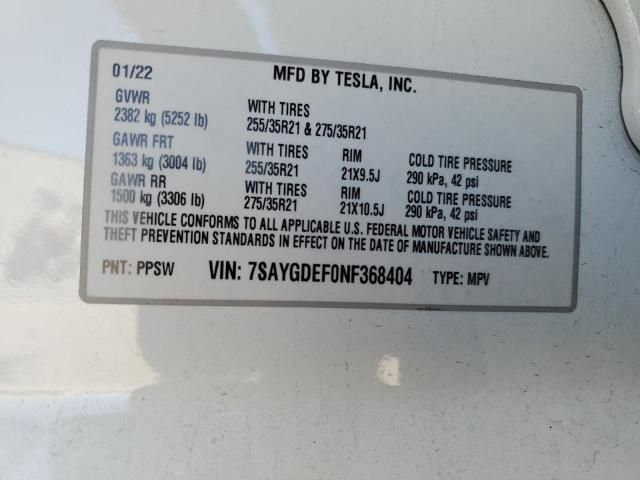 01/22 MFD BY TESLA, INC.
GVWR
2382 kg (5252 lb) WITH TIRES
255/35R21 & 275/35R21
GAWR FRT WITH TIRES RIM COLD TIRE PRESSURE
1363 kg (3004 lb) 255/35R21 21X9.5J 290 kPa, 42 psi
GAWR RR WITH TIRES RIM COLD TIRE PRESSURE
1500 kg (3306 lb) 275/35R21 21X10.5J 290 kPa, 42 psi
THIS VEHICLE CONFORMS TO ALL APPLICABLE U.S. FEDERAL MOTOR VEHICLE SAFETY AND
THEFT PREVENTION STANDARDS IN EFFECT ON THE DATE OF MANUFACTURE SHOWN ABOVE.
PNT: PPSW VIN: 7SAYGDEF0NF368404 TYPE: MPV